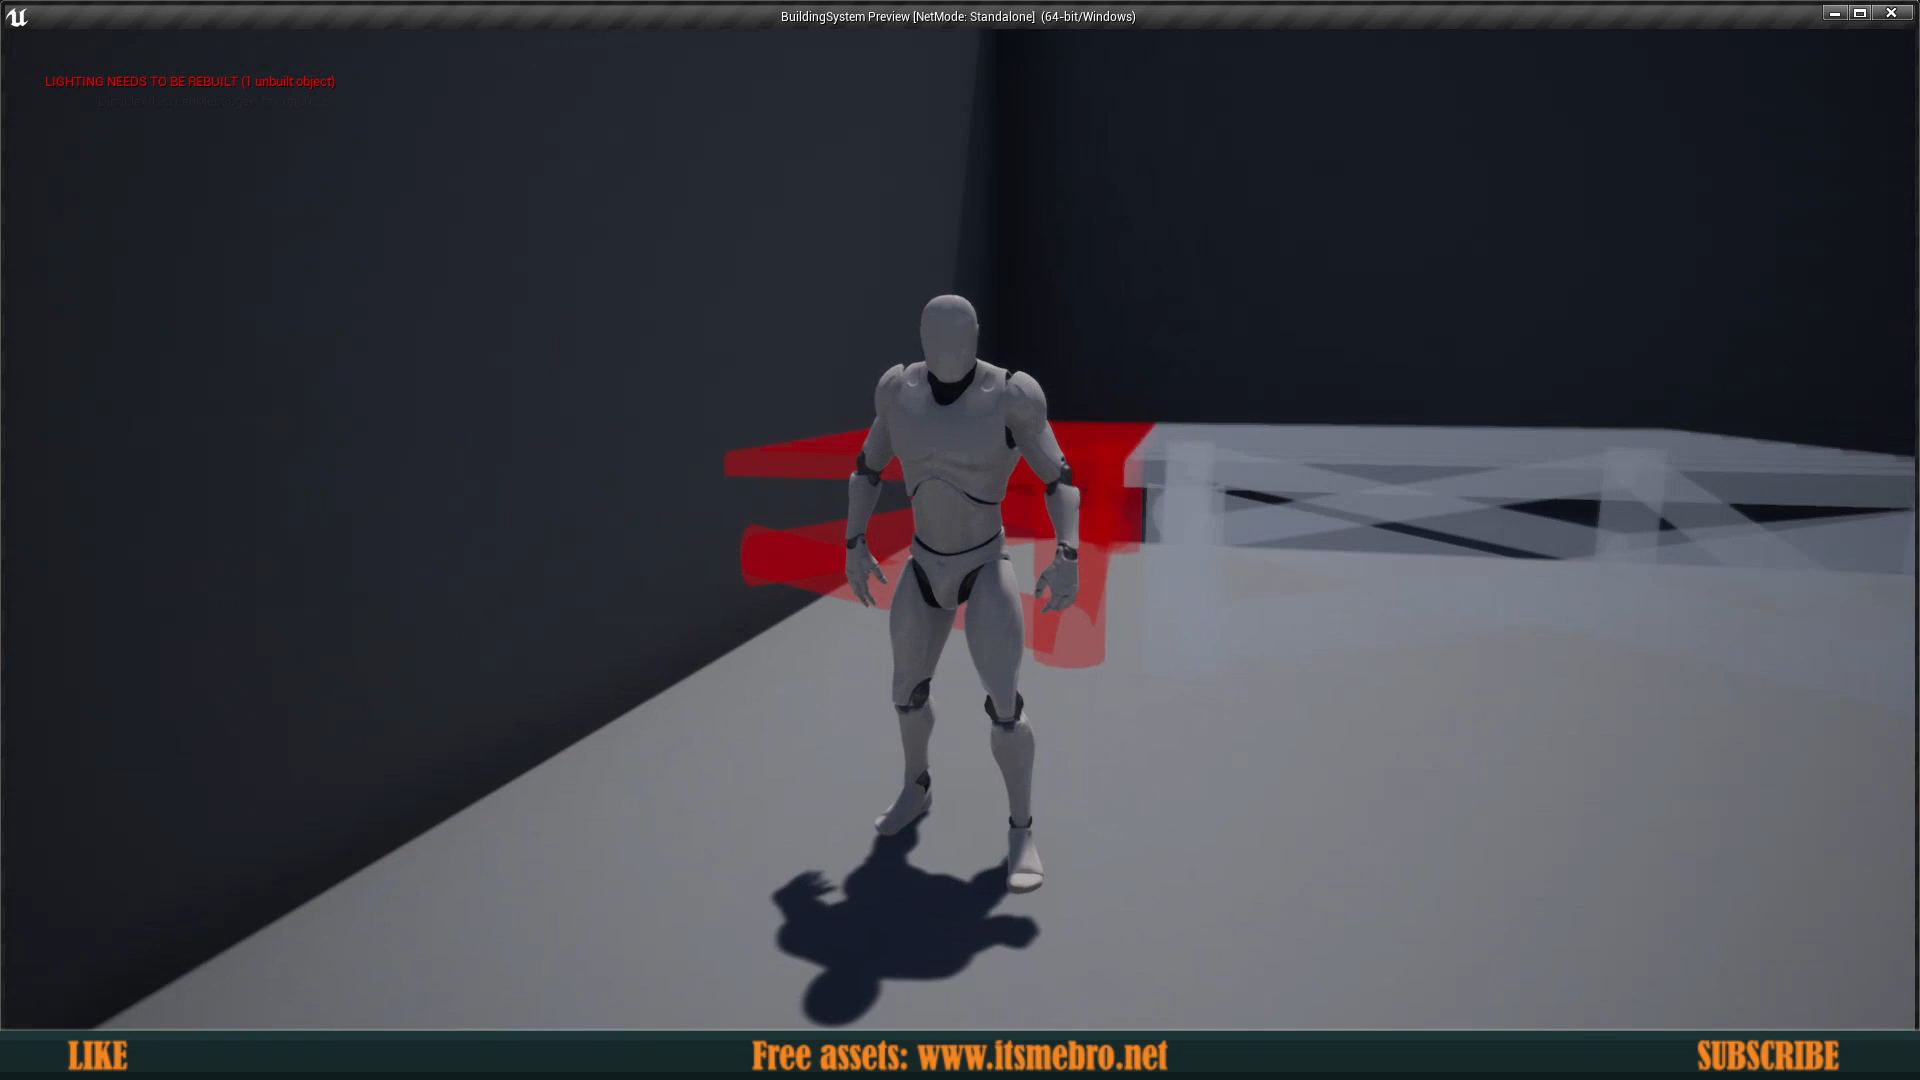 BuildingSystem Preview [NetMode: Standalone] (64-bit/Windows)
LIGHTING NEEDS TO BE REBUILT (1 unbuilt object)
LIKE
Free assets: www.itsmebro.net
SUBSCRIBE